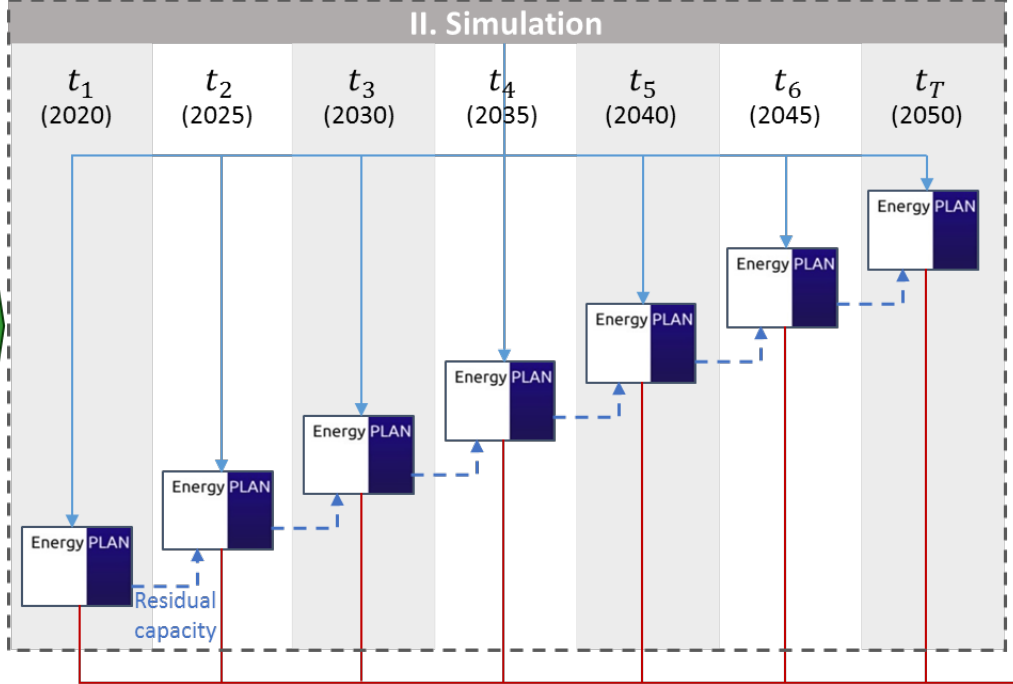 II. Simulation
t₁ t₂ t₃ t₄ t₅ t₆ t_T
(2020) (2025) (2030) (2035) (2040) (2045) (2050)
Energy PLAN
Energy PLAN
Energy PLAN
Energy PLAN
Energy PLAN
Energy PLAN
Energy PLAN
Residual
capacity